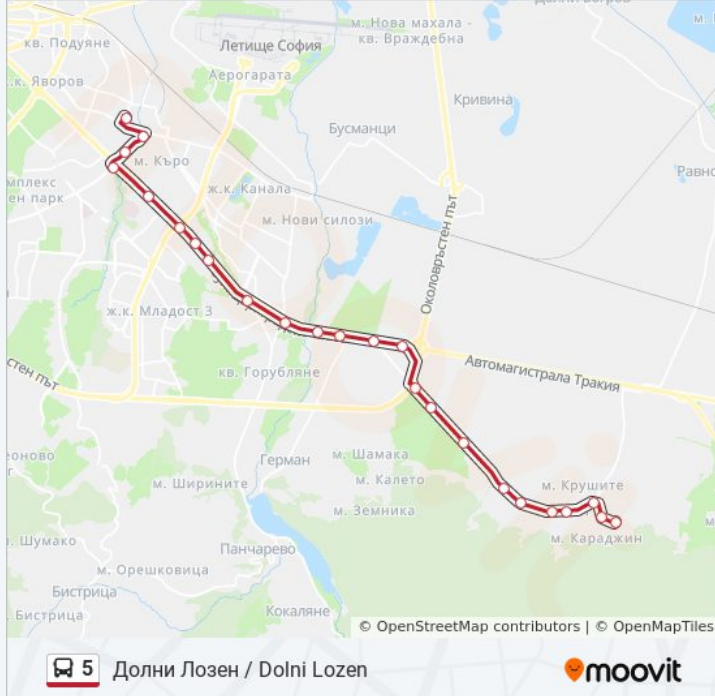 м. Нова махала -
кв. Враждебна
кв. Подуяне
Летище София
Аерогарата
ж.к. Яворов
Кривина
Бусманци
м. Къро
ж.к. Канала
м. Нови силози
Околовръстен път
ж.к. Младост 3
кв. Горубляне
Автомагистрала Тракия
Герман
м. Шамака
м. Калето
м. Ширините
м. Земника
м. Крушите
м. Караджин
Панчарево
м. Орешковица
Бистрица
Бистрица
Кокаляне
© OpenStreetMap contributors | © OpenMapTiles
5 Долни Лозен / Dolni Lozen
moovit